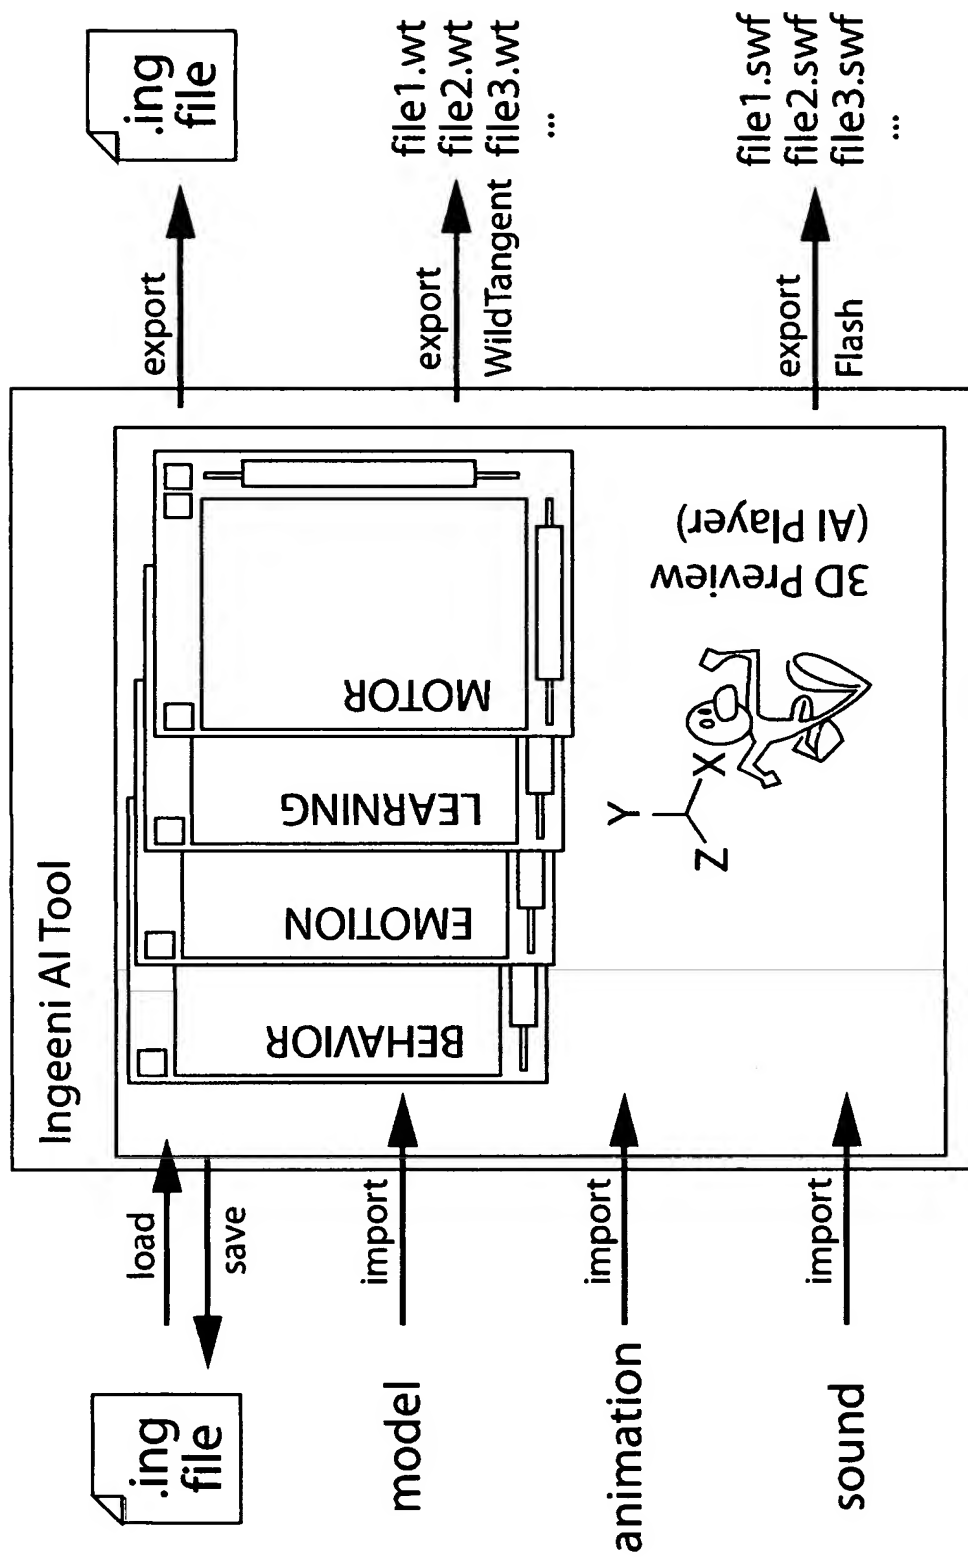 Ingeeni AI Tool
.ing
file
load
save
model
import
animation
import
sound
import
BEHAVIOR
EMOTION
LEARNING
MOTOR
Y
X
Z
3D Preview
(AI Player)
export
.ing
file
export
WildTangent
file1.wt
file2.wt
file3.wt
...
export
Flash
file1.swf
file2.swf
file3.swf
...